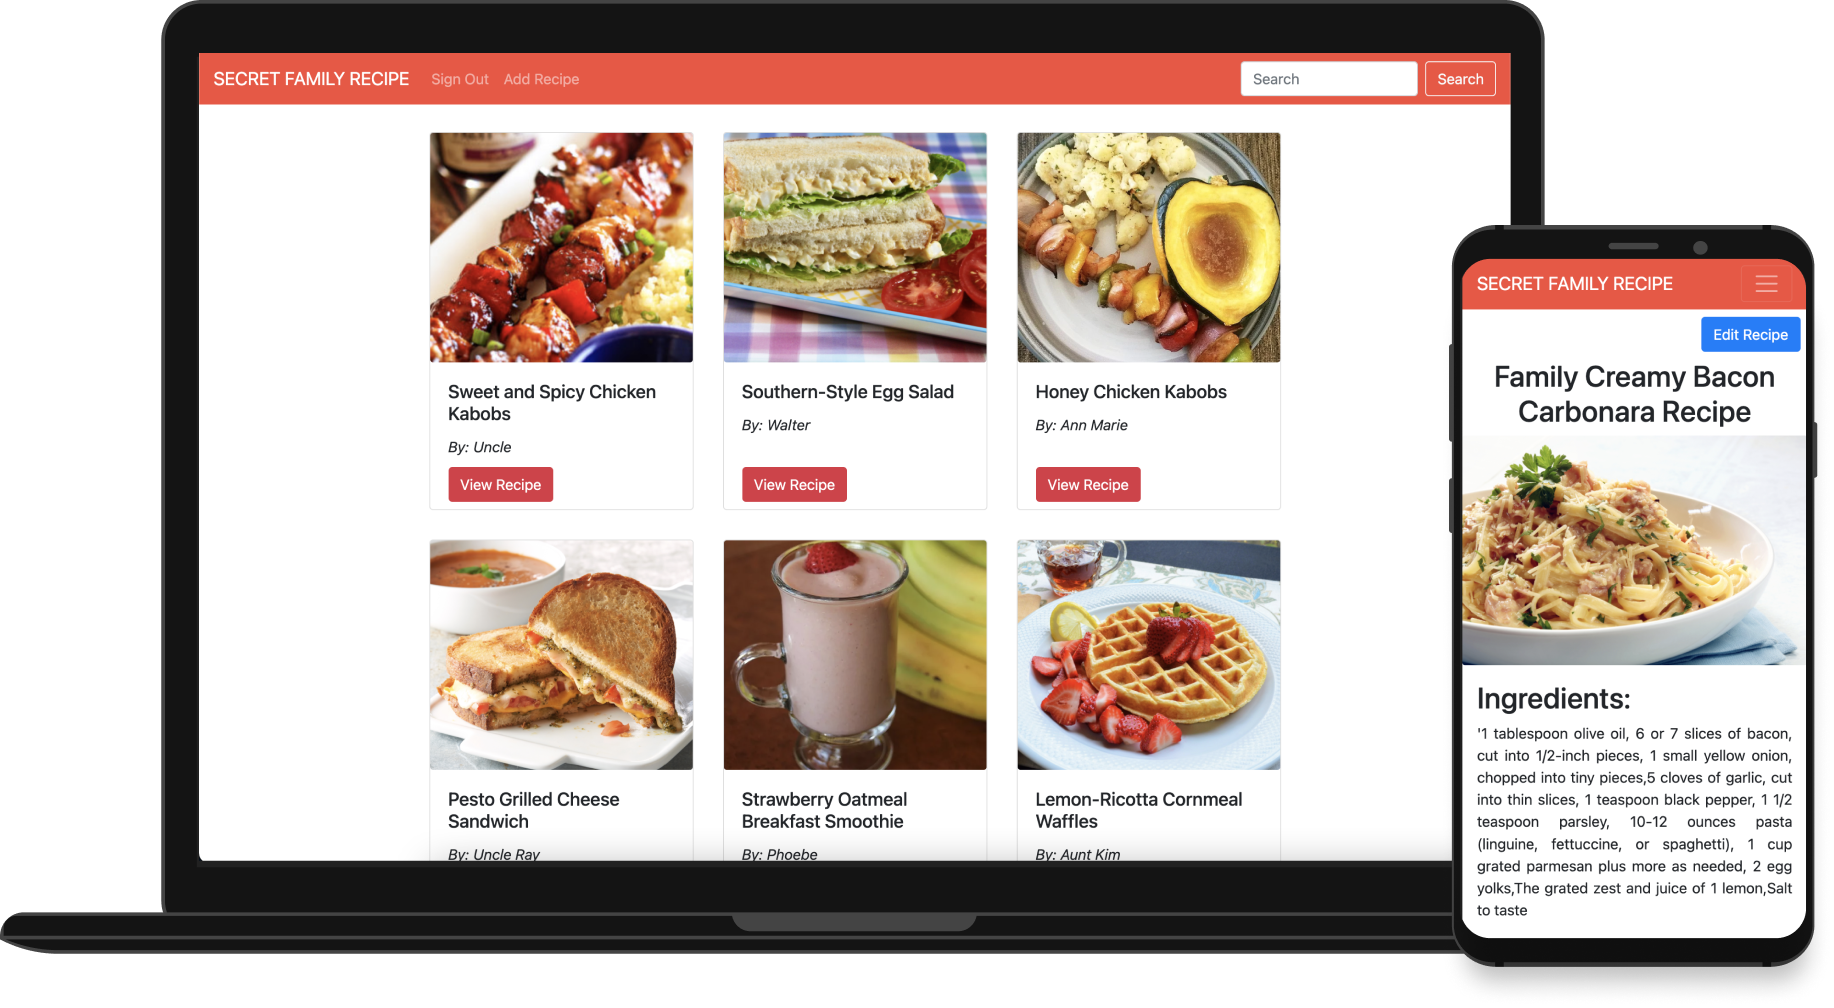 SECRET FAMILY RECIPE Sign Out Add Recipe Search Search
Sweet and Spicy Chicken
Kabobs
By: Uncle
View Recipe
Southern-Style Egg Salad
By: Walter
View Recipe
Honey Chicken Kabobs
By: Ann Marie
View Recipe
Pesto Grilled Cheese
Sandwich
By: Uncle Ray
Strawberry Oatmeal
Breakfast Smoothie
By: Phoebe
Lemon-Ricotta Cornmeal
Waffles
By: Aunt Kim
SECRET FAMILY RECIPE
Edit Recipe
Family Creamy Bacon
Carbonara Recipe
Ingredients:
'1 tablespoon olive oil, 6 or 7 slices of bacon,
cut into 1/2-inch pieces, 1 small yellow onion,
chopped into tiny pieces,5 cloves of garlic, cut
into thin slices, 1 teaspoon black pepper, 1 1/2
teaspoon parsley, 10-12 ounces pasta
(linguine, fettuccine, or spaghetti), 1 cup
grated parmesan plus more as needed, 2 egg
yolks,The grated zest and juice of 1 lemon,Salt
to taste